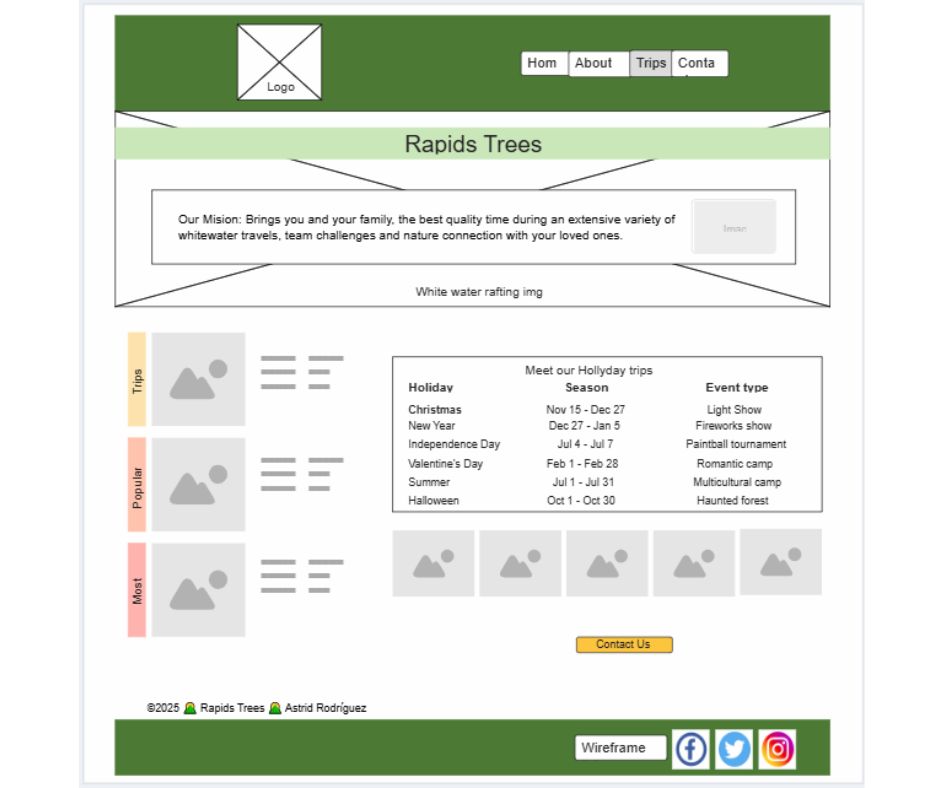 Logo
Hom About Trips Conta
Rapids Trees
Our Mision: Brings you and your family, the best quality time during an extensive variety of
whitewater travels, team challenges and nature connection with your loved ones.
White water rafting img
Trips
Popular
Most
Meet our Hollyday trips
Holiday Season Event type
Christmas Nov 15 - Dec 27 Light Show
New Year Dec 27 - Jan 5 Fireworks show
Independence Day Jul 4 - Jul 7 Paintball tournament
Valentine's Day Feb 1 - Feb 28 Romantic camp
Summer Jul 1 - Jul 31 Multicultural camp
Halloween Oct 1 - Oct 30 Haunted forest
Contact Us
©2025 Rapids Trees Astrid Rodríguez
Wireframe